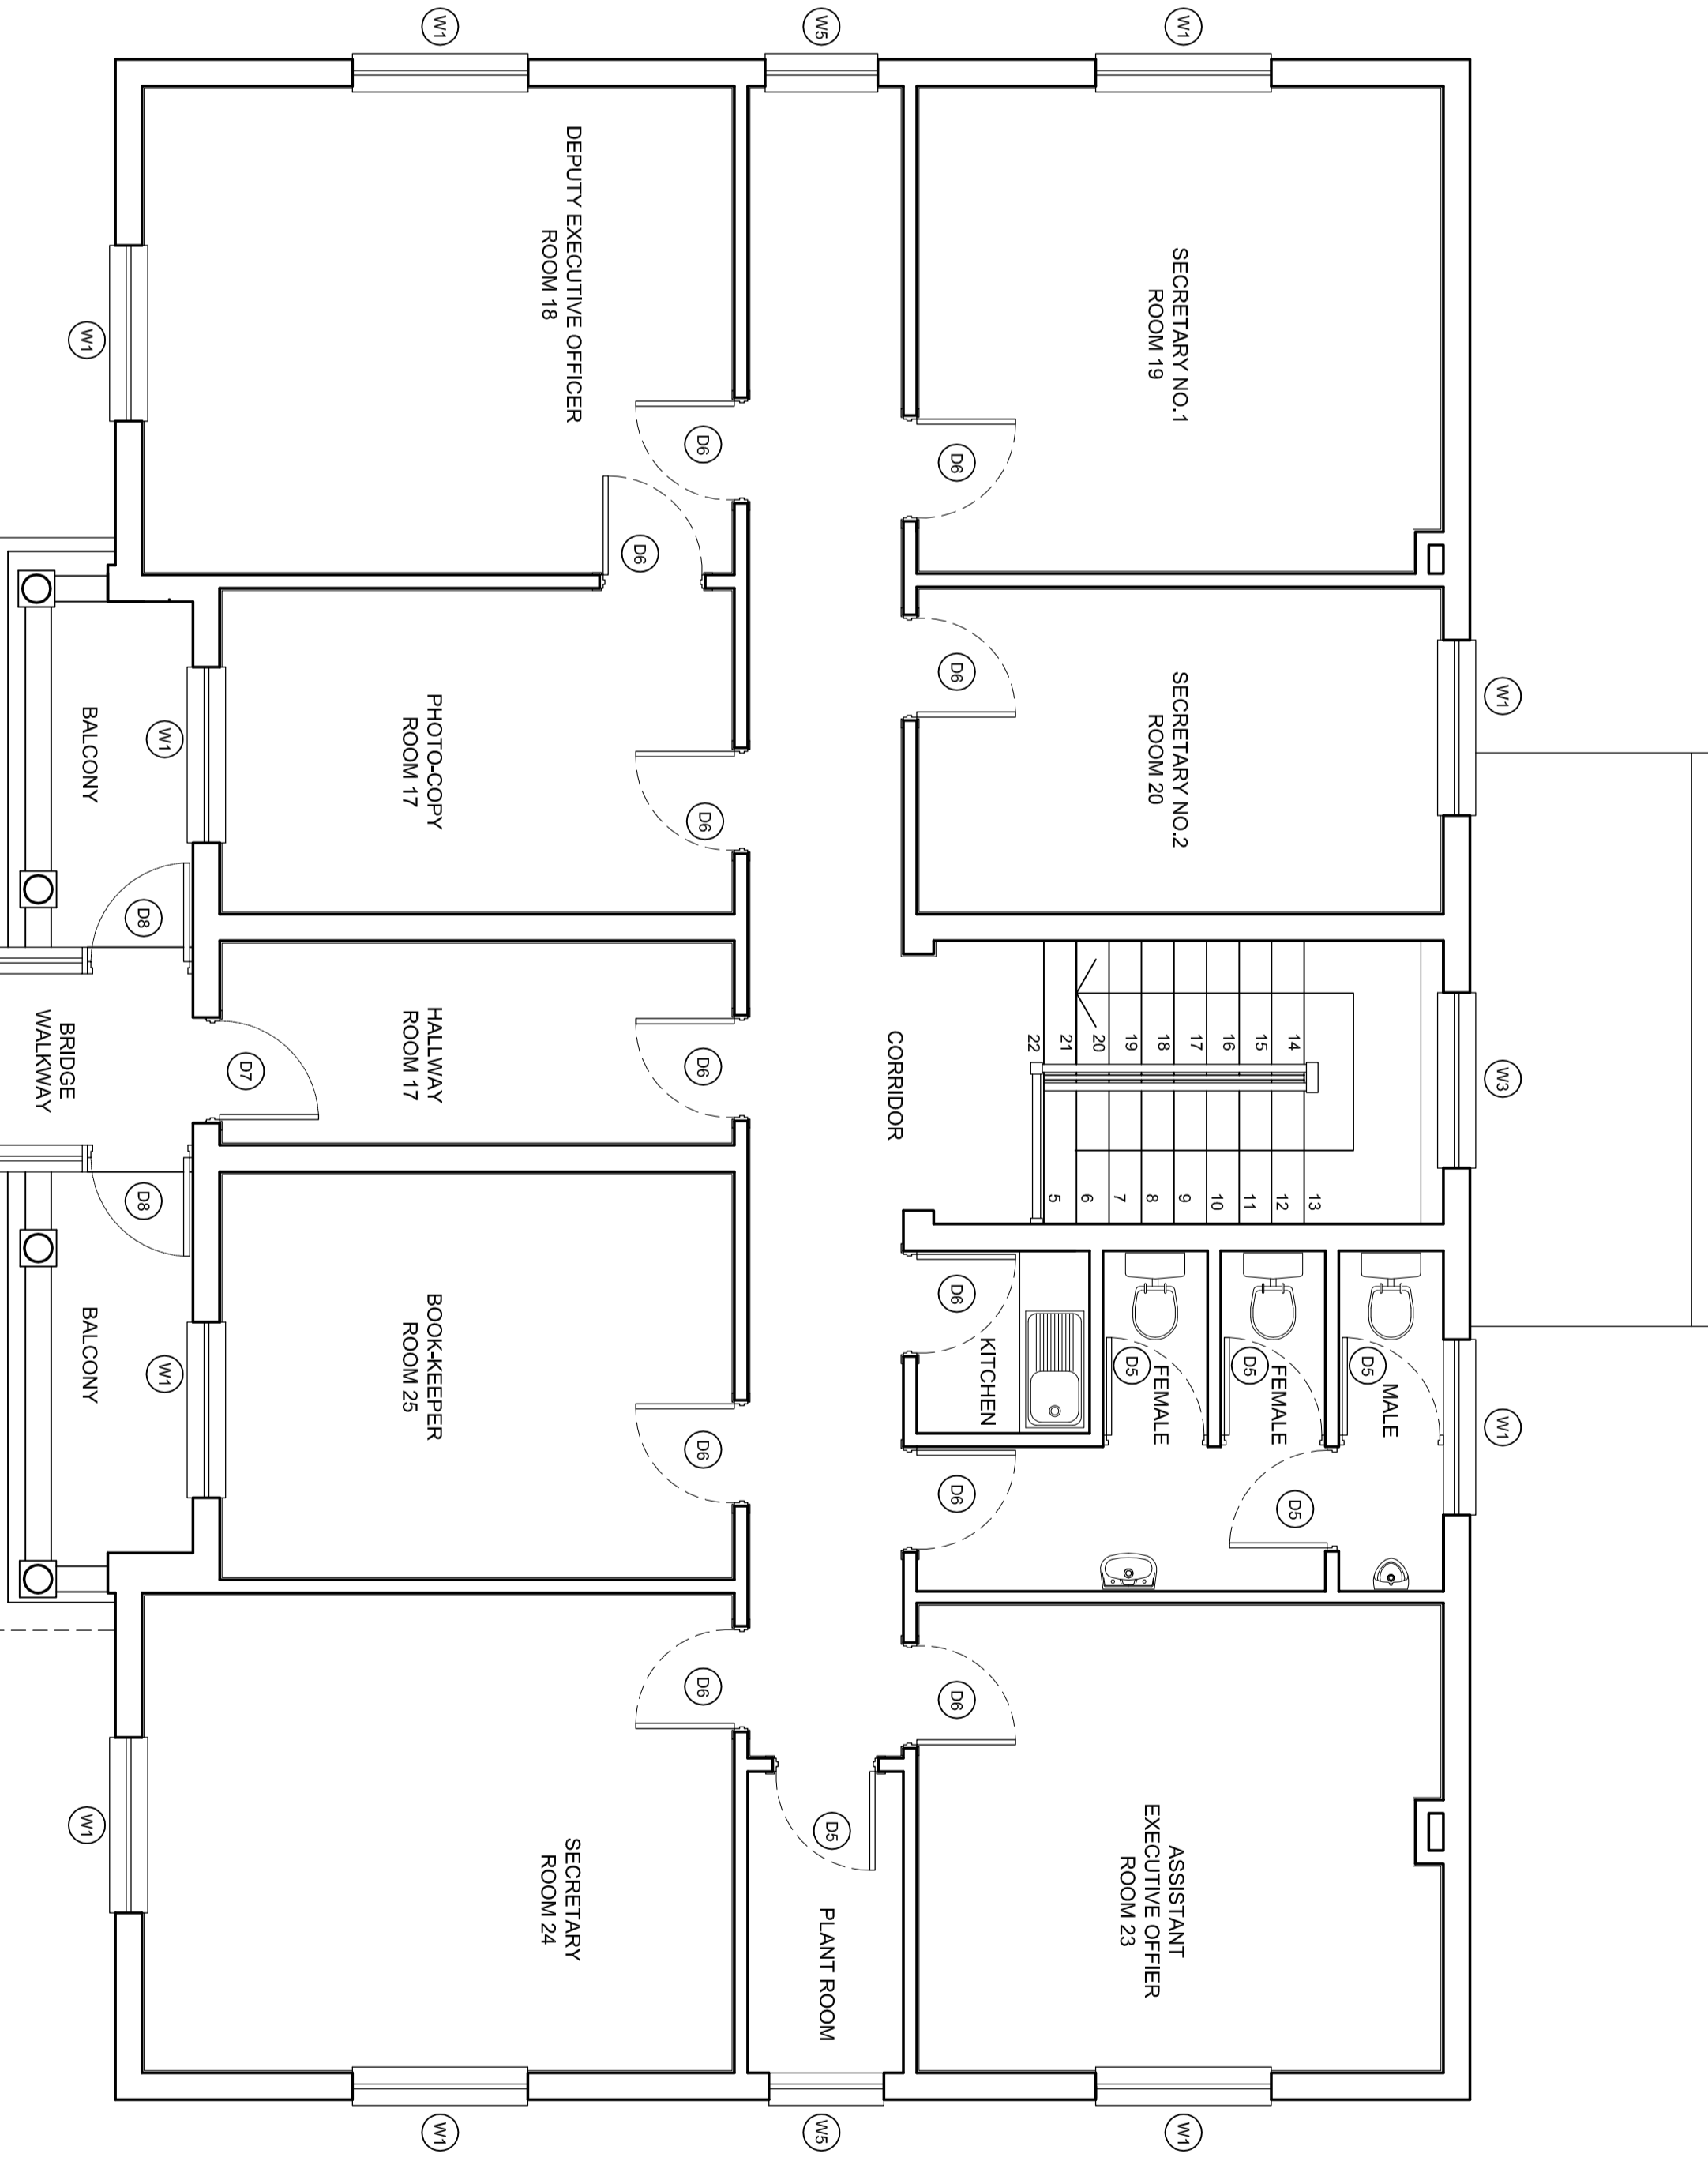 W1
W3
W1
W1
SECRETARY NO.1
ROOM 19
SECRETARY NO.2
ROOM 20
14
15
16
17
18
19
20
21
22
13
12
11
10
9
8
7
6
5
MALE
D5
FEMALE
D5
FEMALE
D5
D5
KITCHEN
ASSISTANT
EXECUTIVE OFFIER
ROOM 23
W1
W1
D6
D6
D6
D6
D6
CORRIDOR
W5
PLANT ROOM
D5
W5
D6
D6
D6
D6
D6
D6
DEPUTY EXECUTIVE OFFICER
ROOM 18
PHOTO-COPY
ROOM 17
HALLWAY
ROOM 17
BOOK-KEEPER
ROOM 25
SECRETARY
ROOM 24
W1
W1
D7
W1
W1
D8
D8
BALCONY
BRIDGE
WALKWAY
BALCONY
W1
W1